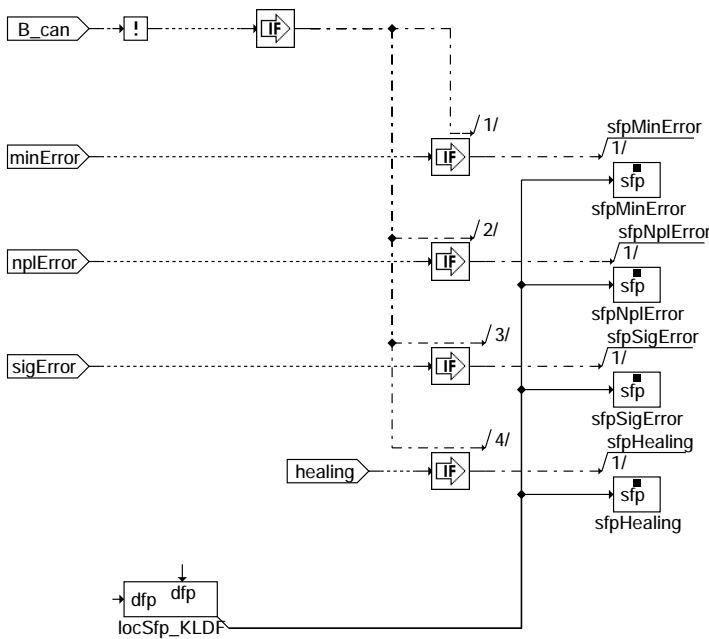 B_can
!
IF
1/
sfpMinError
1/
minError
IF
sfp
sfpMinError
2/
sfpNplError
1/
nplError
IF
sfp
sfpNplError
3/
sfpSigError
1/
sigError
IF
sfp
sfpSigError
4/
sfpHealing
1/
healing
IF
sfp
sfpHealing
dfp dfp
locSfp_KLDF